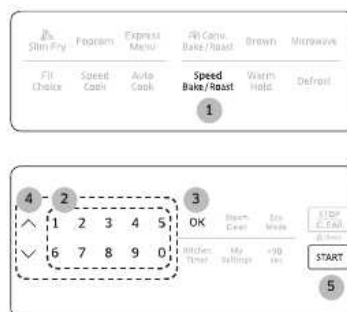 Slim Fry Popcorn Express Menu Conv. Bake/Roast Brown Microwave
Fit Choice Speed Cook Auto Cook Speed Bake/Roast Warm Hold Defrost
1
4 2 3
1 2 3 4 5 OK Steam Clean Eco Mode STOP CLEAR
6 7 8 9 0 Kitchen Timer My Settings +30 sec START
5